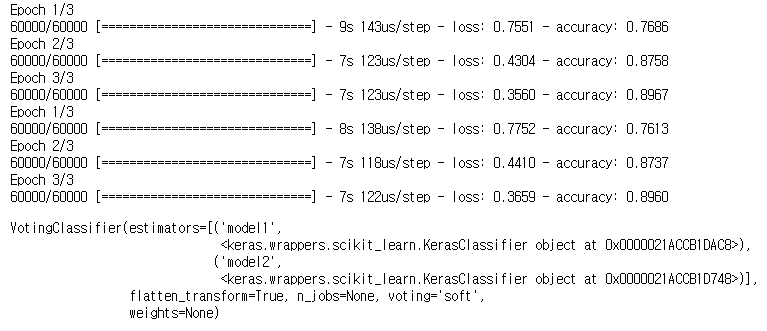 Epoch 1/3
60000/60000 [==============================] - 9s 143us/step - loss: 0.7551 - accuracy: 0.7686
Epoch 2/3
60000/60000 [==============================] - 7s 123us/step - loss: 0.4304 - accuracy: 0.8758
Epoch 3/3
60000/60000 [==============================] - 7s 123us/step - loss: 0.3560 - accuracy: 0.8967
Epoch 1/3
60000/60000 [==============================] - 8s 138us/step - loss: 0.7752 - accuracy: 0.7613
Epoch 2/3
60000/60000 [==============================] - 7s 118us/step - loss: 0.4410 - accuracy: 0.8737
Epoch 3/3
60000/60000 [==============================] - 7s 122us/step - loss: 0.3659 - accuracy: 0.8960
VotingClassifier(estimators=[('model1',
<keras.wrappers.scikit_learn.KerasClassifier object at 0x0000021ACCB1DAC8>),
('model2',
<keras.wrappers.scikit_learn.KerasClassifier object at 0x0000021ACCB1D748>)],
flatten_transform=True, n_jobs=None, voting='soft',
weights=None)